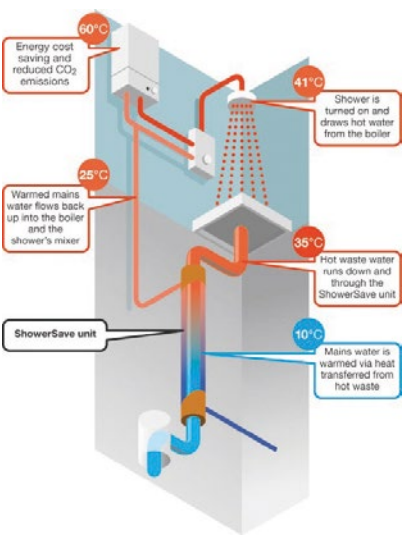 60°C
Energy cost
saving and
reduced CO₂
emissions
41°C
Shower is
turned on and
draws hot water
from the boiler
25°C
Warmed mains
water flows back
up into the boiler
and the
shower's mixer
35°C
Hot waste water
runs down and
through the
ShowerSave unit
ShowerSave unit
10°C
Mains water is
warmed via heat
transferred from
hot waste